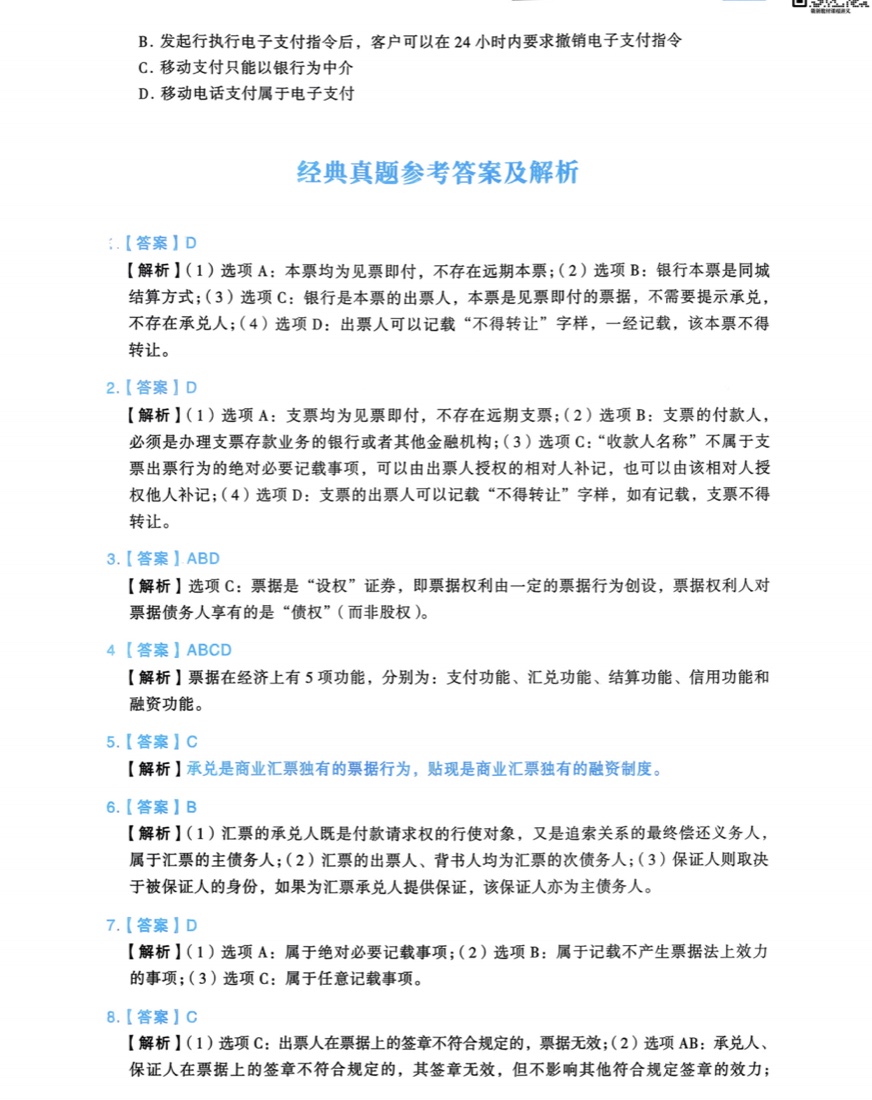 B. 发起行执行电子支付指令后，客户可以在 24 小时内要求撤销电子支付指令
C. 移动支付只能以银行为中介
D. 移动电话支付属于电子支付
经典真题参考答案及解析
1.【答案】D
【解析】（1）选项 A：本票均为见票即付，不存在远期本票；（2）选项 B：银行本票是同城
结算方式；（3）选项 C：银行是本票的出票人，本票是见票即付的票据，不需要提示承兑，
不存在承兑人；（4）选项 D：出票人可以记载“不得转让”字样，一经记载，该本票不得
转让。
2.【答案】D
【解析】（1）选项 A：支票均为见票即付，不存在远期支票；（2）选项 B：支票的付款人，
必须是办理支票存款业务的银行或者其他金融机构；（3）选项 C：“收款人名称”不属于支
票出票行为的绝对必要记载事项，可以由出票人授权的相对人补记，也可以由该相对人授
权他人补记；（4）选项 D：支票的出票人可以记载“不得转让”字样，如有记载，支票不得
转让。
3.【答案】ABD
【解析】选项 C：票据是“设权”证券，即票据权利由一定的票据行为创设，票据权利人对
票据债务人享有的是“债权”（而非股权）。
4【答案】ABCD
【解析】票据在经济上有 5 项功能，分别为：支付功能、汇兑功能、结算功能、信用功能和
融资功能。
5.【答案】C
【解析】承兑是商业汇票独有的票据行为，贴现是商业汇票独有的融资制度。
6.【答案】B
【解析】（1）汇票的承兑人既是付款请求权的行使对象，又是追索关系的最终偿还义务人，
属于汇票的主债务人；（2）汇票的出票人、背书人均为汇票的次债务人；（3）保证人则取决
于被保证人的身份，如果为汇票承兑人提供保证，该保证人亦为主债务人。
7.【答案】D
【解析】（1）选项 A：属于绝对必要记载事项；（2）选项 B：属于记载不产生票据法上效力
的事项；（3）选项 C：属于任意记载事项。
8.【答案】C
【解析】（1）选项 C：出票人在票据上的签章不符合规定的，票据无效；（2）选项 AB：承兑人、
保证人在票据上的签章不符合规定的，其签章无效，但不影响其他符合规定签章的效力；